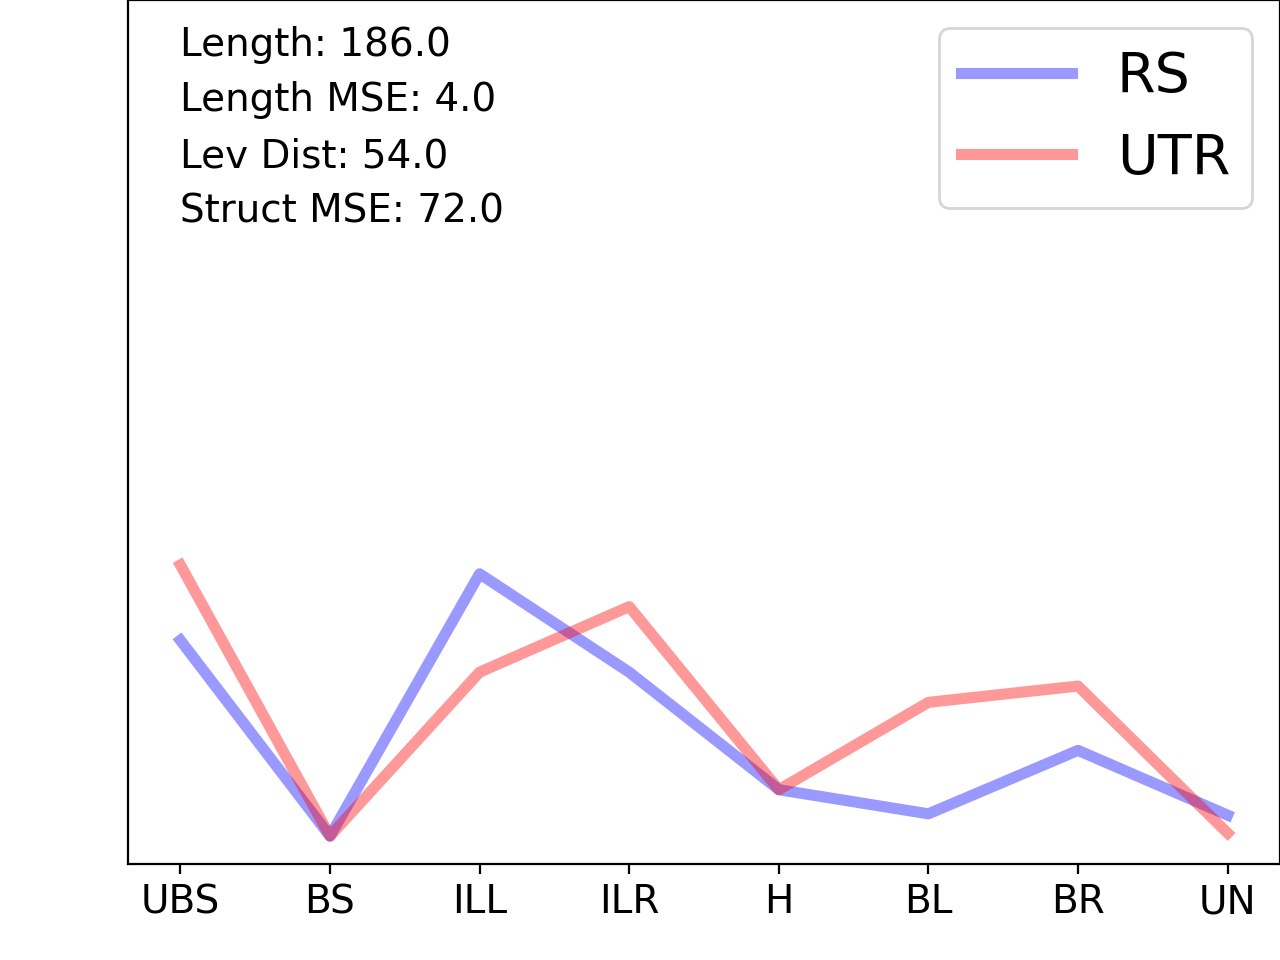 Length: 186.0
Length MSE: 4.0
Lev Dist: 54.0
Struct MSE: 72.0
RS
UTR
UBS BS ILL ILR H BL BR UN